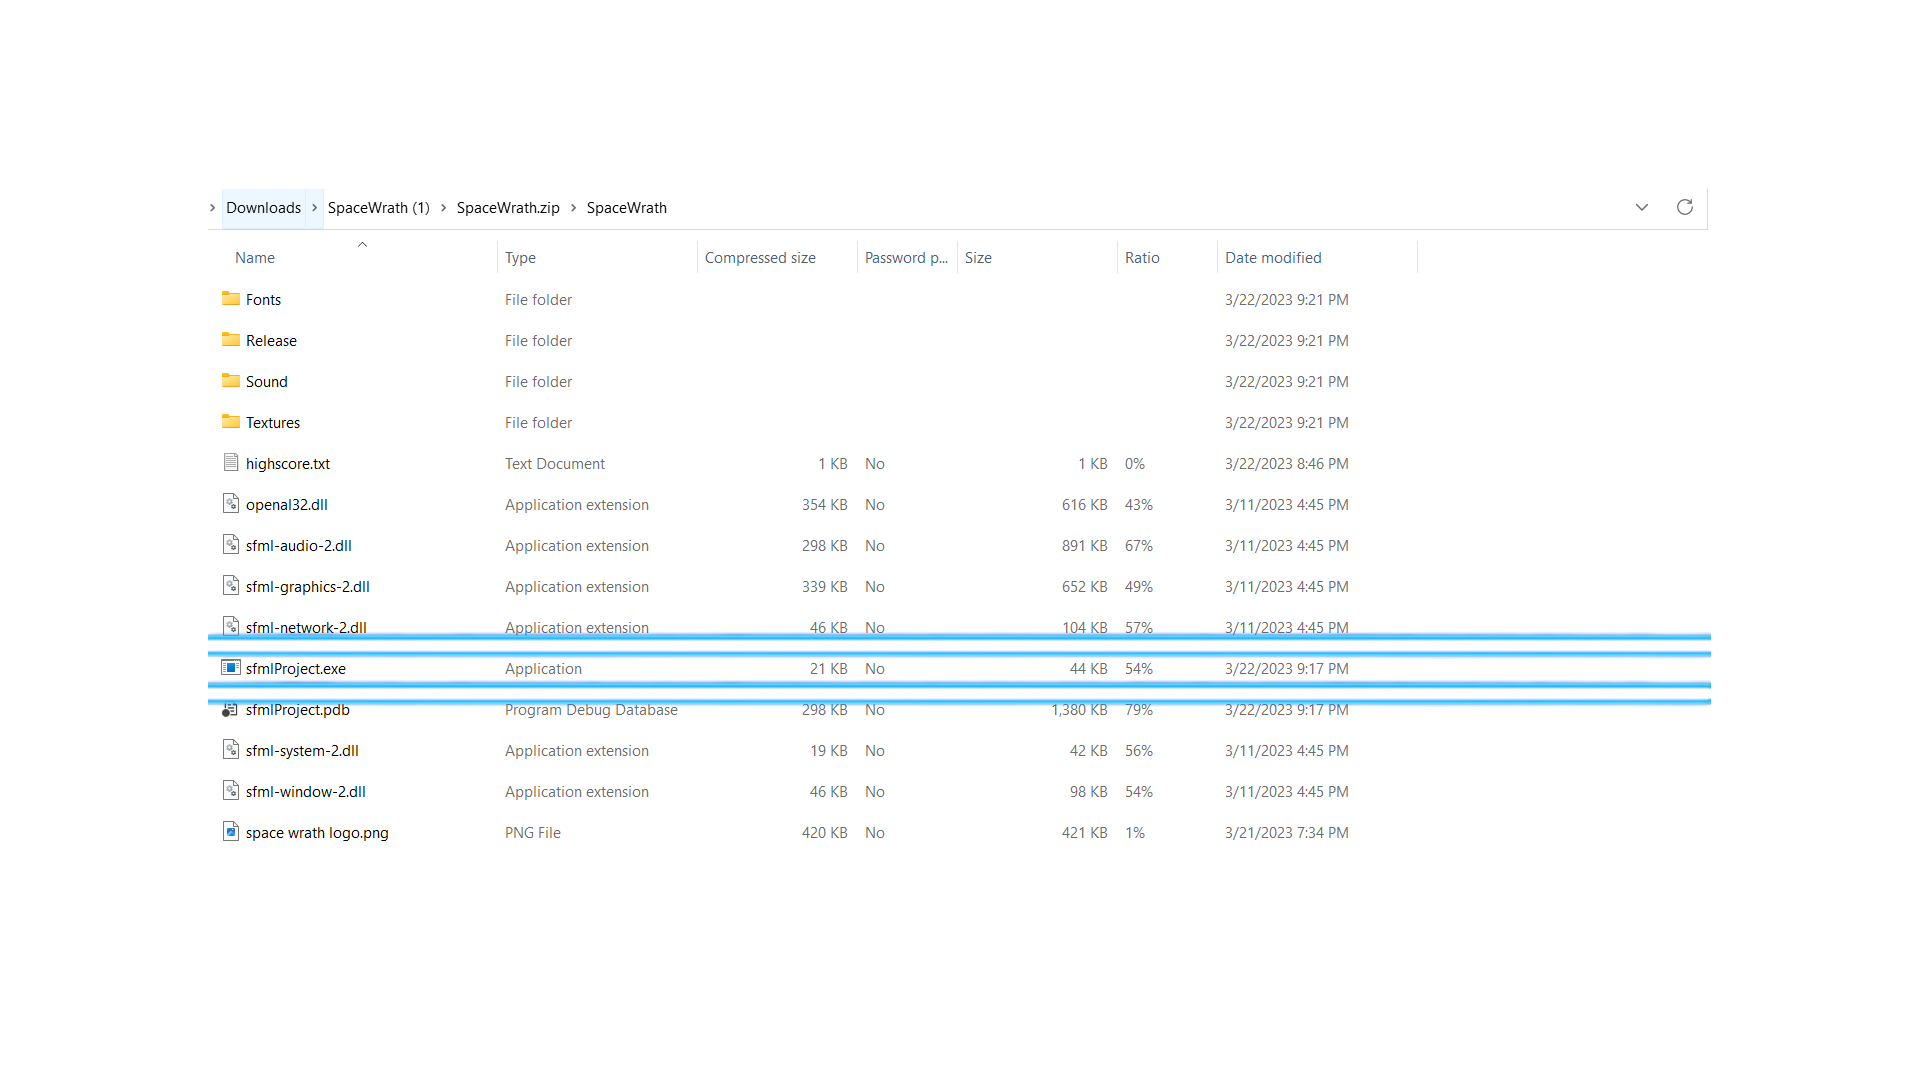 Downloads SpaceWrath (1) SpaceWrath.zip SpaceWrath
Name Type Compressed size Password p... Size Ratio Date modified
Fonts File folder 3/22/2023 9:21 PM
Release File folder 3/22/2023 9:21 PM
Sound File folder 3/22/2023 9:21 PM
Textures File folder 3/22/2023 9:21 PM
highscore.txt Text Document 1 KB No 1 KB 0% 3/22/2023 8:46 PM
openal32.dll Application extension 354 KB No 616 KB 43% 3/11/2023 4:45 PM
sfml-audio-2.dll Application extension 298 KB No 891 KB 67% 3/11/2023 4:45 PM
sfml-graphics-2.dll Application extension 339 KB No 652 KB 49% 3/11/2023 4:45 PM
sfml-network-2.dll Application extension 46 KB No 104 KB 57% 3/11/2023 4:45 PM
sfmlProject.exe Application 21 KB No 44 KB 54% 3/22/2023 9:17 PM
sfmlProject.pdb Program Debug Database 298 KB No 1,380 KB 79% 3/22/2023 9:17 PM
sfml-system-2.dll Application extension 19 KB No 42 KB 56% 3/11/2023 4:45 PM
sfml-window-2.dll Application extension 46 KB No 98 KB 54% 3/11/2023 4:45 PM
space wrath logo.png PNG File 420 KB No 421 KB 1% 3/21/2023 7:34 PM